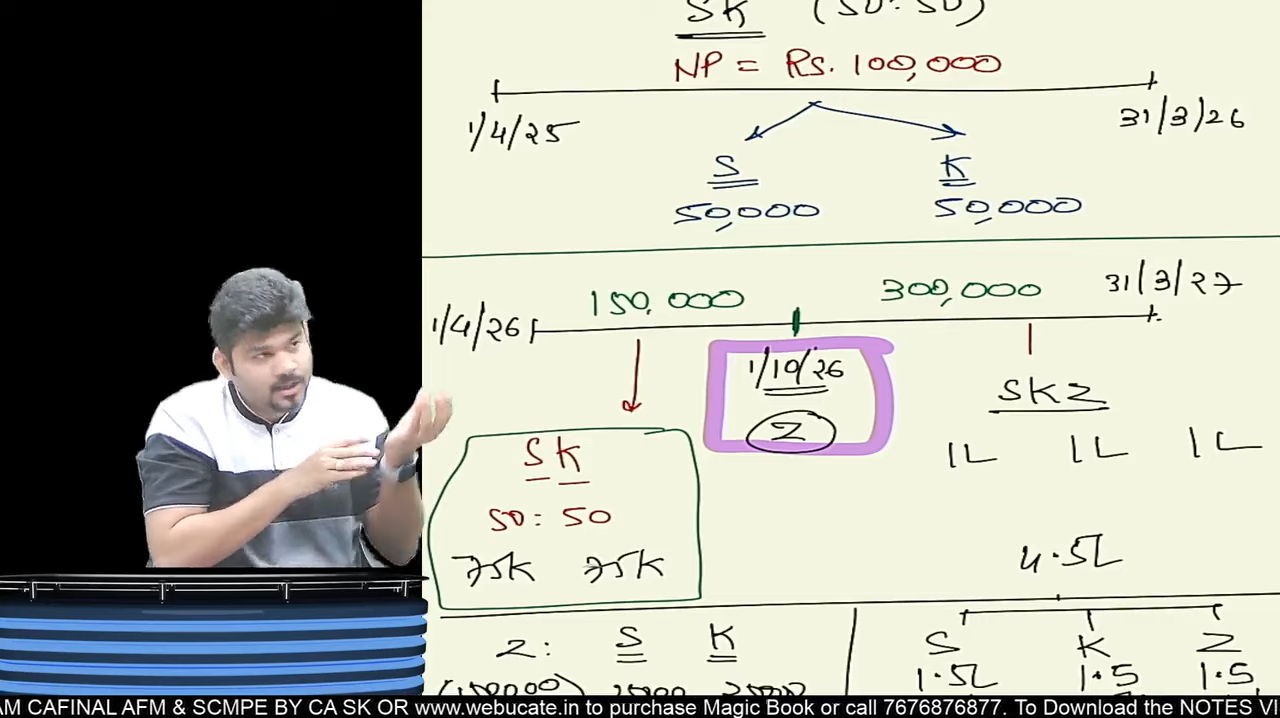 SK (50:50)
NP = Rs. 100,000
1/4/25
31/3/26
S K
50,000 50,000
150,000 300,000 31/3/27
1/4/26
1/10/26
Z
SKZ
1L 1L 1L
SK
50:50
75K 75K
4.5L
Z: S K
S K Z
1.5L 1.5 1.5
AM CAFINAL AFM & SCMPE BY CA SK OR www.webucate.in to purchase Magic Book or call 7676876877. To Download the NOTES VI